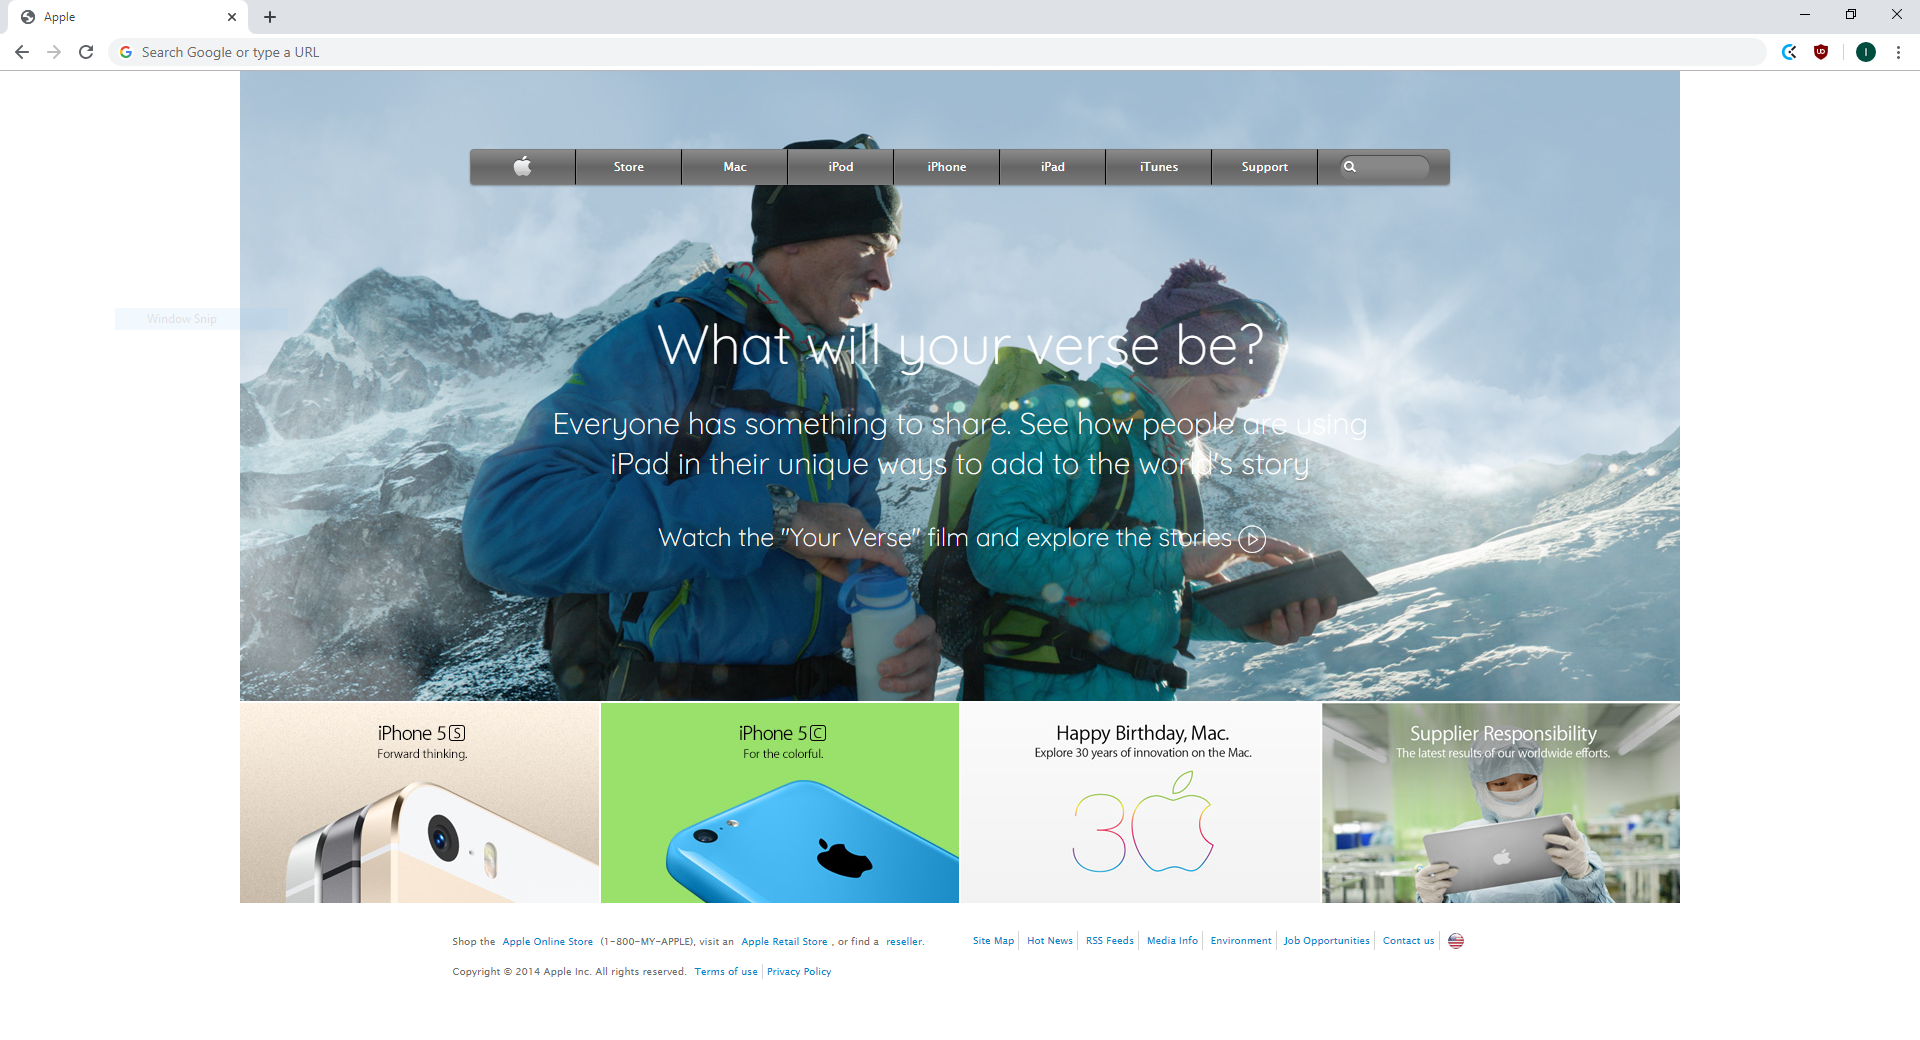 Apple
Search Google or type a URL
Store Mac iPod iPhone iPad iTunes Support
Window Snip
What will your verse be?
Everyone has something to share. See how people are using
iPad in their unique ways to add to the world's story
Watch the "Your Verse" film and explore the stories
iPhone 5S
Forward thinking.
iPhone 5C
For the colorful.
Happy Birthday, Mac.
Explore 30 years of innovation on the Mac.
30
Supplier Responsibility
The latest results of our worldwide efforts.
Shop the Apple Online Store (1-800-MY-APPLE), visit an Apple Retail Store , or find a reseller.
Site Map Hot News RSS Feeds Media Info Environment Job Opportunities Contact us
Copyright © 2014 Apple Inc. All rights reserved. Terms of use Privacy Policy